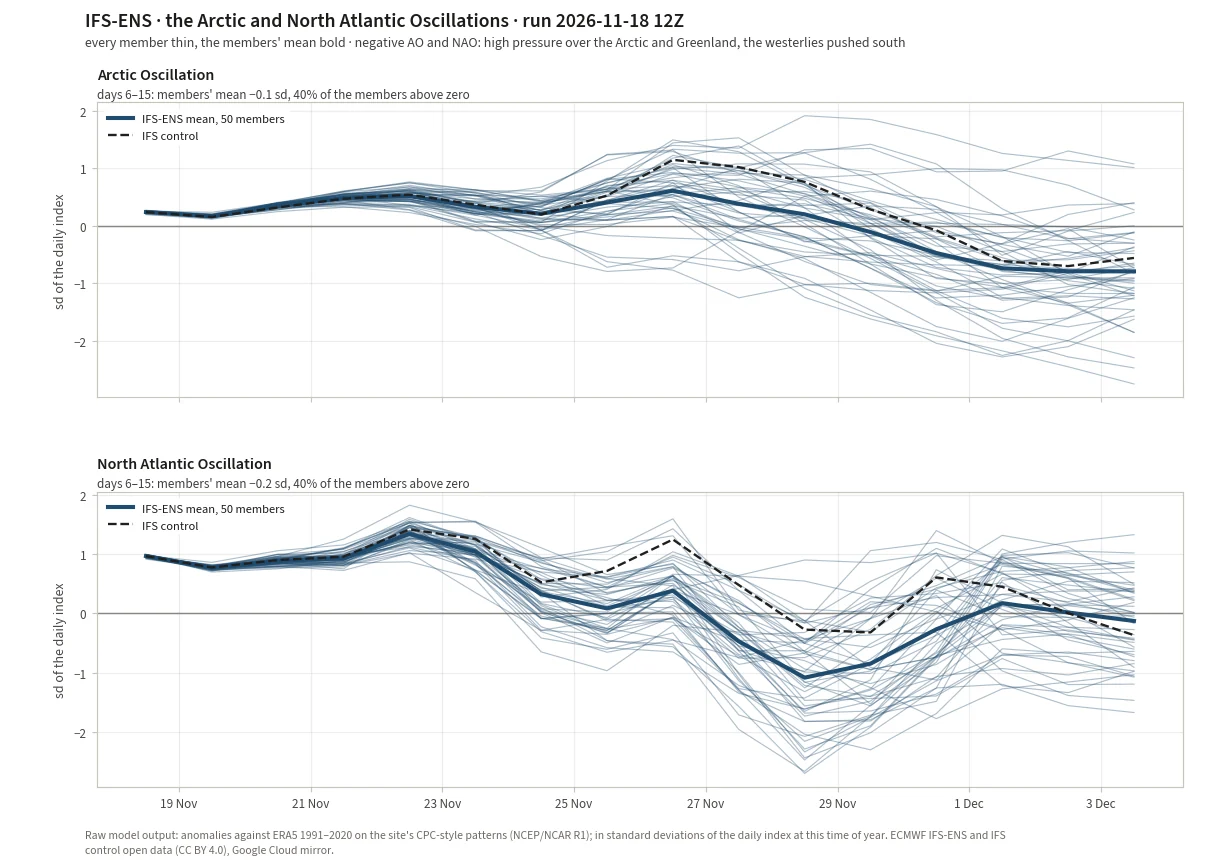 IFS-ENS · the Arctic and North Atlantic Oscillations · run 2026-11-18 12Z
every member thin, the members' mean bold · negative AO and NAO: high pressure over the Arctic and Greenland, the westerlies pushed south
Arctic Oscillation
days 6–15: members' mean −0.1 sd, 40% of the members above zero
IFS-ENS mean, 50 members
IFS control
sd of the daily index
2
1
0
−1
−2
North Atlantic Oscillation
days 6–15: members' mean −0.2 sd, 40% of the members above zero
IFS-ENS mean, 50 members
IFS control
sd of the daily index
2
1
0
−1
−2
19 Nov 21 Nov 23 Nov 25 Nov 27 Nov 29 Nov 1 Dec 3 Dec
Raw model output: anomalies against ERA5 1991–2020 on the site's CPC-style patterns (NCEP/NCAR R1); in standard deviations of the daily index at this time of year. ECMWF IFS-ENS and IFS
control open data (CC BY 4.0), Google Cloud mirror.